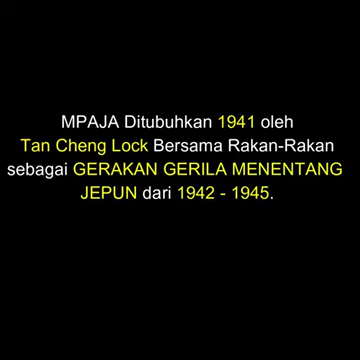 MPAJA Ditubuhkan 1941 oleh
Tan Cheng Lock Bersama Rakan-Rakan
sebagai GERAKAN GERILA MENENTANG
JEPUN dari 1942 - 1945.